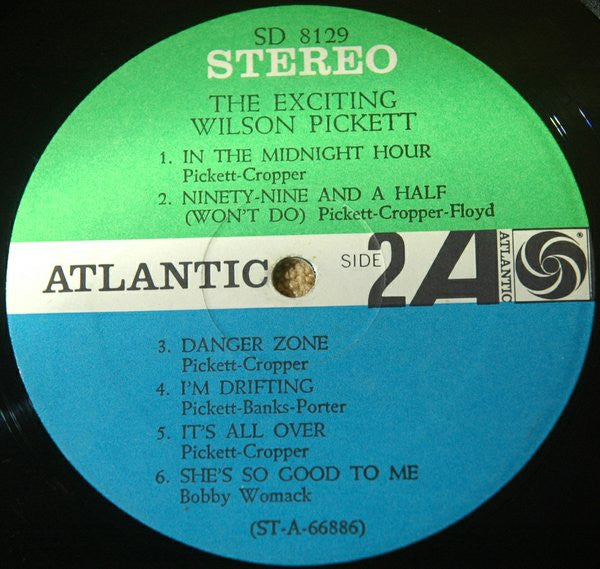 SD 8129
STEREO
THE EXCITING
WILSON PICKETT
1. IN THE MIDNIGHT HOUR
Pickett-Cropper
2. NINETY-NINE AND A HALF
(WON'T DO) Pickett-Cropper-Floyd
ATLANTIC SIDE 2 A ATLANTIC ®
3. DANGER ZONE
Pickett-Cropper
4. I'M DRIFTING
Pickett-Banks-Porter
5. IT'S ALL OVER
Pickett-Cropper
6. SHE'S SO GOOD TO ME
Bobby Womack
(ST-A-66886)